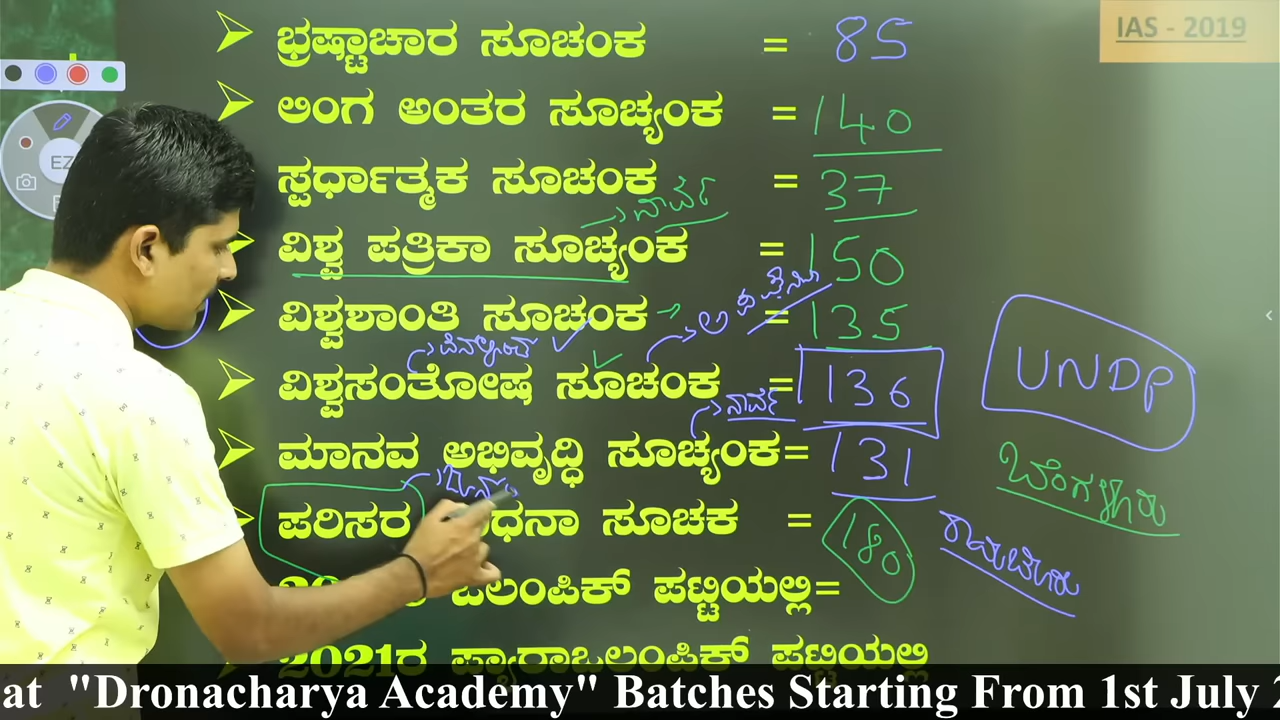 IAS - 2019
ಭ್ರಷ್ಟಾಚಾರ ಸೂಚಂಕ = 85
ಲಿಂಗ ಅಂತರ ಸೂಚ್ಯಂಕ = 140
ಸ್ಪರ್ಧಾತ್ಮಕ ಸೂಚಂಕ = 37
ನಾರ್ವೆ
ವಿಶ್ವ ಪತ್ರಿಕಾ ಸೂಚ್ಯಂಕ = 150
ವಿಶ್ವಶಾಂತಿ ಸೂಚಂಕ = 135
ವಿಶ್ವಸಂತೋಷ ಸೂಚಂಕ = 136
UNDP
ನಾರ್ವೆ
ಮಾನವ ಅಭಿವೃದ್ಧಿ ಸೂಚ್ಯಂಕ= 131
ಬೆಂಗಳೂರು
ಪರಿಸರ ಧನಾ ಸೂಚಕ = 180
ಒಲಂಪಿಕ್ ಪಟ್ಟಿಯಲ್ಲಿ=
2021ರ ಪ್ಯಾರಾಒಲಂಪಿಕ್ ಪಟ್ಟಿಯಲ್ಲಿ
at "Dronacharya Academy" Batches Starting From 1st July